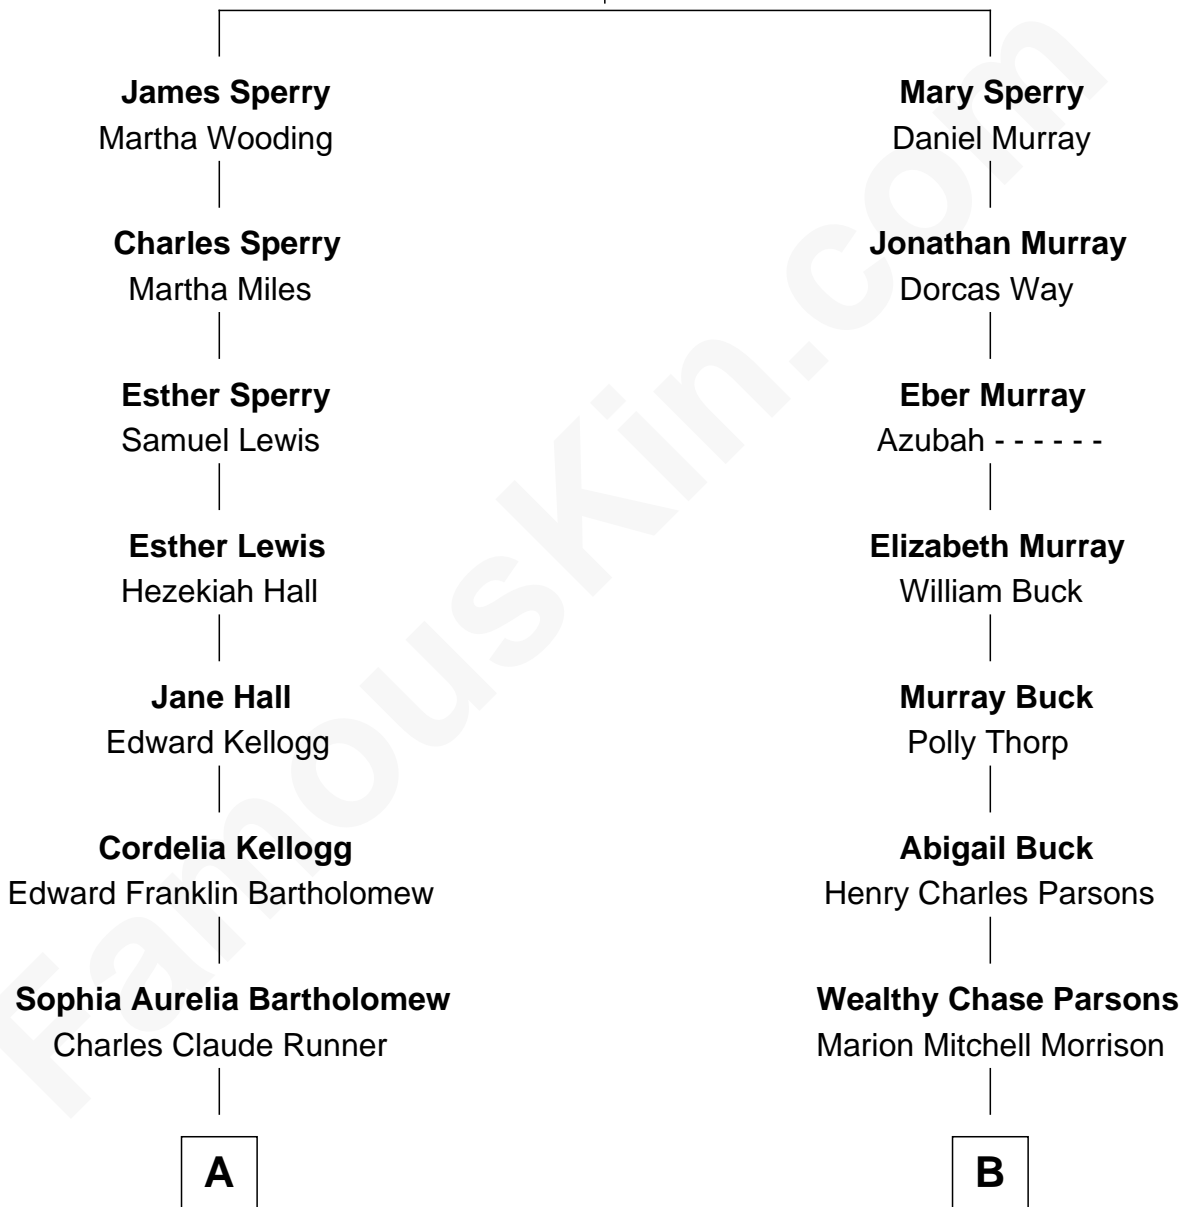 James Sperry
Martha Wooding
Charles Sperry
Martha Miles
Esther Sperry
Samuel Lewis
Esther Lewis
Hezekiah Hall
Jane Hall
Edward Kellogg
Cordelia Kellogg
Edward Franklin Bartholomew
Sophia Aurelia Bartholomew
Charles Claude Runner
A
Mary Sperry
Daniel Murray
Jonathan Murray
Dorcas Way
Eber Murray
Azubah - - - - - -
Elizabeth Murray
William Buck
Murray Buck
Polly Thorp
Abigail Buck
Henry Charles Parsons
Wealthy Chase Parsons
Marion Mitchell Morrison
B
FamousKin.com